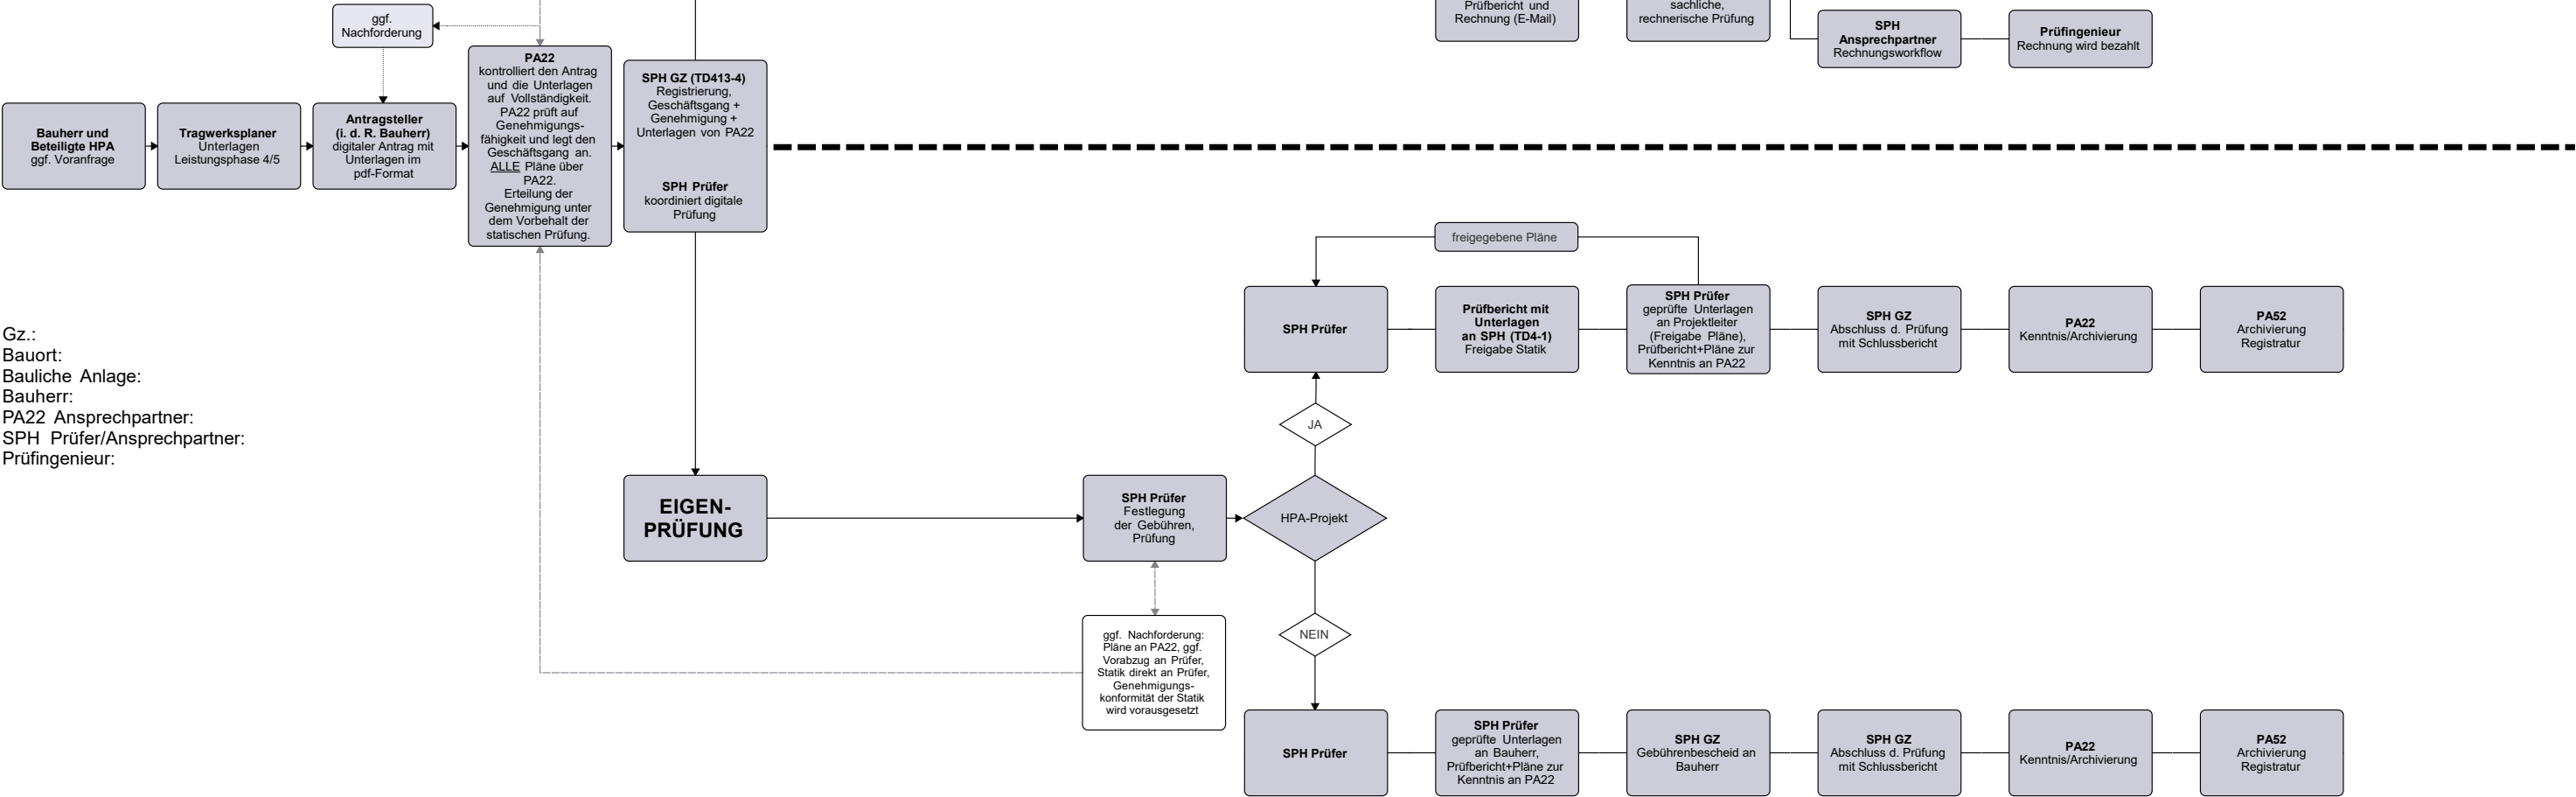 Prüfbericht und
Rechnung (E-Mail)
sachliche,
rechnerische Prüfung
SPH
Ansprechpartner
Rechnungsworkflow
Prüfingenieur
Rechnung wird bezahlt
ggf.
Nachforderung
Bauherr und
Beteiligte HPA
ggf. Voranfrage
Tragwerksplaner
Unterlagen
Leistungsphase 4/5
Antragsteller
(i. d. R. Bauherr)
digitaler Antrag mit
Unterlagen im
pdf-Format
PA22
kontrolliert den Antrag
und die Unterlagen
auf Vollständigkeit.
PA22 prüft auf
Genehmigungs-
fähigkeit und legt den
Geschäftsgang an.
ALLE Pläne über
PA22.
Erteilung der
Genehmigung unter
dem Vorbehalt der
statischen Prüfung.
SPH GZ (TD413-4)
Registrierung,
Geschäftsgang +
Genehmigung +
Unterlagen von PA22
SPH Prüfer
koordiniert digitale
Prüfung
freigegebene Pläne
SPH Prüfer
Prüfbericht mit
Unterlagen
an SPH (TD4-1)
Freigabe Statik
SPH Prüfer
geprüfte Unterlagen
an Projektleiter
(Freigabe Pläne),
Prüfbericht+Pläne zur
Kenntnis an PA22
SPH GZ
Abschluss d. Prüfung
mit Schlussbericht
PA22
Kenntnis/Archivierung
PA52
Archivierung
Registratur
Gz.:
Bauort:
Bauliche Anlage:
Bauherr:
PA22 Ansprechpartner:
SPH Prüfer/Ansprechpartner:
Prüfingenieur:
JA
EIGEN-
PRÜFUNG
SPH Prüfer
Festlegung
der Gebühren,
Prüfung
HPA-Projekt
NEIN
ggf. Nachforderung:
Pläne an PA22, ggf.
Vorabzug an Prüfer,
Statik direkt an Prüfer,
Genehmigungs-
konformität der Statik
wird vorausgesetzt
SPH Prüfer
SPH Prüfer
geprüfte Unterlagen
an Bauherr,
Prüfbericht+Pläne zur
Kenntnis an PA22
SPH GZ
Gebührenbescheid an
Bauherr
SPH GZ
Abschluss d. Prüfung
mit Schlussbericht
PA22
Kenntnis/Archivierung
PA52
Archivierung
Registratur